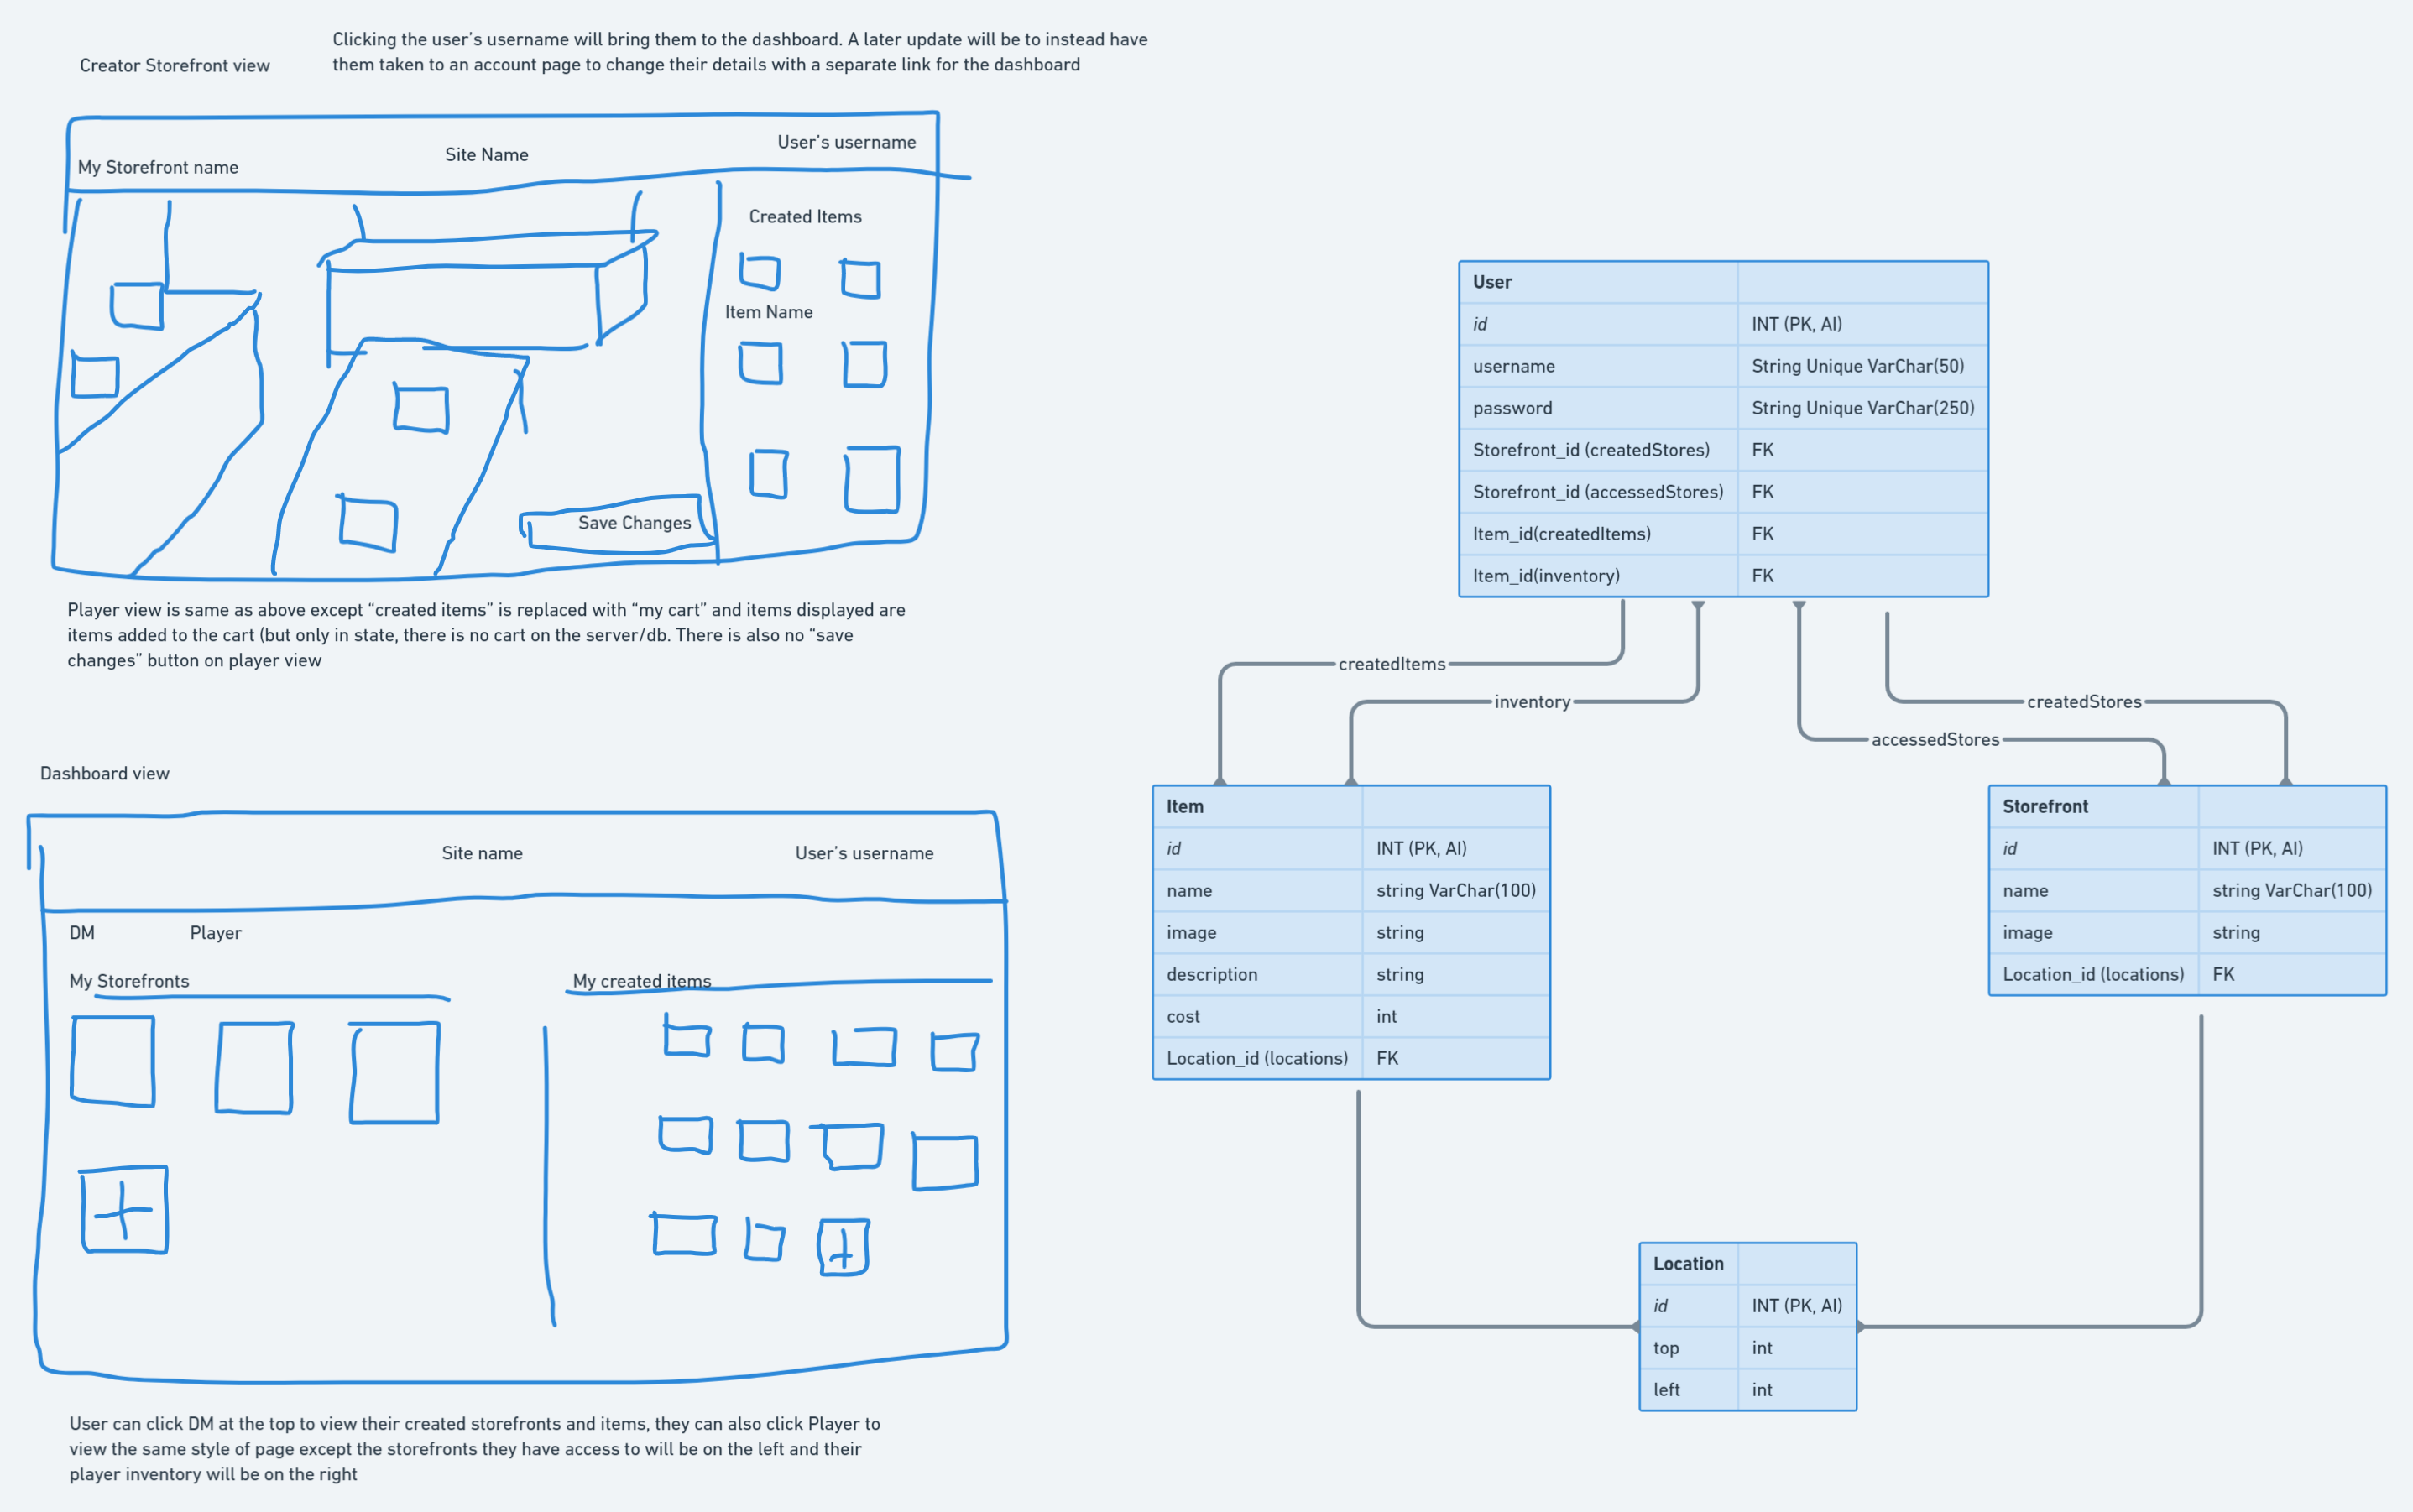 Creator Storefront view
Clicking the user's username will bring them to the dashboard. A later update will be to instead have
them taken to an account page to change their details with a separate link for the dashboard
My Storefront name
Site Name
User's username
Created Items
Item Name
Save Changes
Player view is same as above except “created items” is replaced with “my cart” and items displayed are
items added to the cart (but only in state, there is no cart on the server/db. There is also no “save
changes” button on player view
Dashboard view
Site name
User's username
DM
Player
My Storefronts
My created items
User can click DM at the top to view their created storefronts and items, they can also click Player to
view the same style of page except the storefronts they have access to will be on the left and their
player inventory will be on the right
User
id INT (PK, AI)
username String Unique VarChar(50)
password String Unique VarChar(250)
Storefront_id (createdStores) FK
Storefront_id (accessedStores) FK
Item_id(createdItems) FK
Item_id(inventory) FK
createdItems
inventory
createdStores
accessedStores
Item
id INT (PK, AI)
name string VarChar(100)
image string
description string
cost int
Location_id (locations) FK
Storefront
id INT (PK, AI)
name string VarChar(100)
image string
Location_id (locations) FK
Location
id INT (PK, AI)
top int
left int